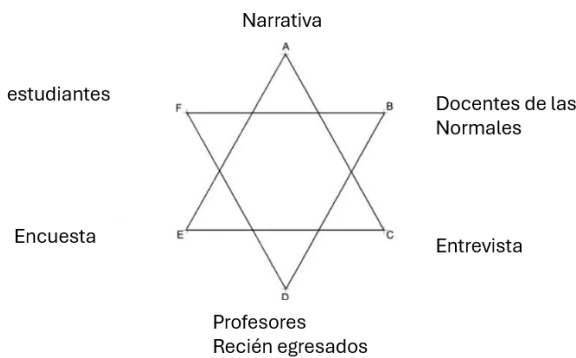 Narrativa
A
estudiantes
F
B
Docentes de las
Normales
Encuesta
E
C
Entrevista
D
Profesores
Recién egresados